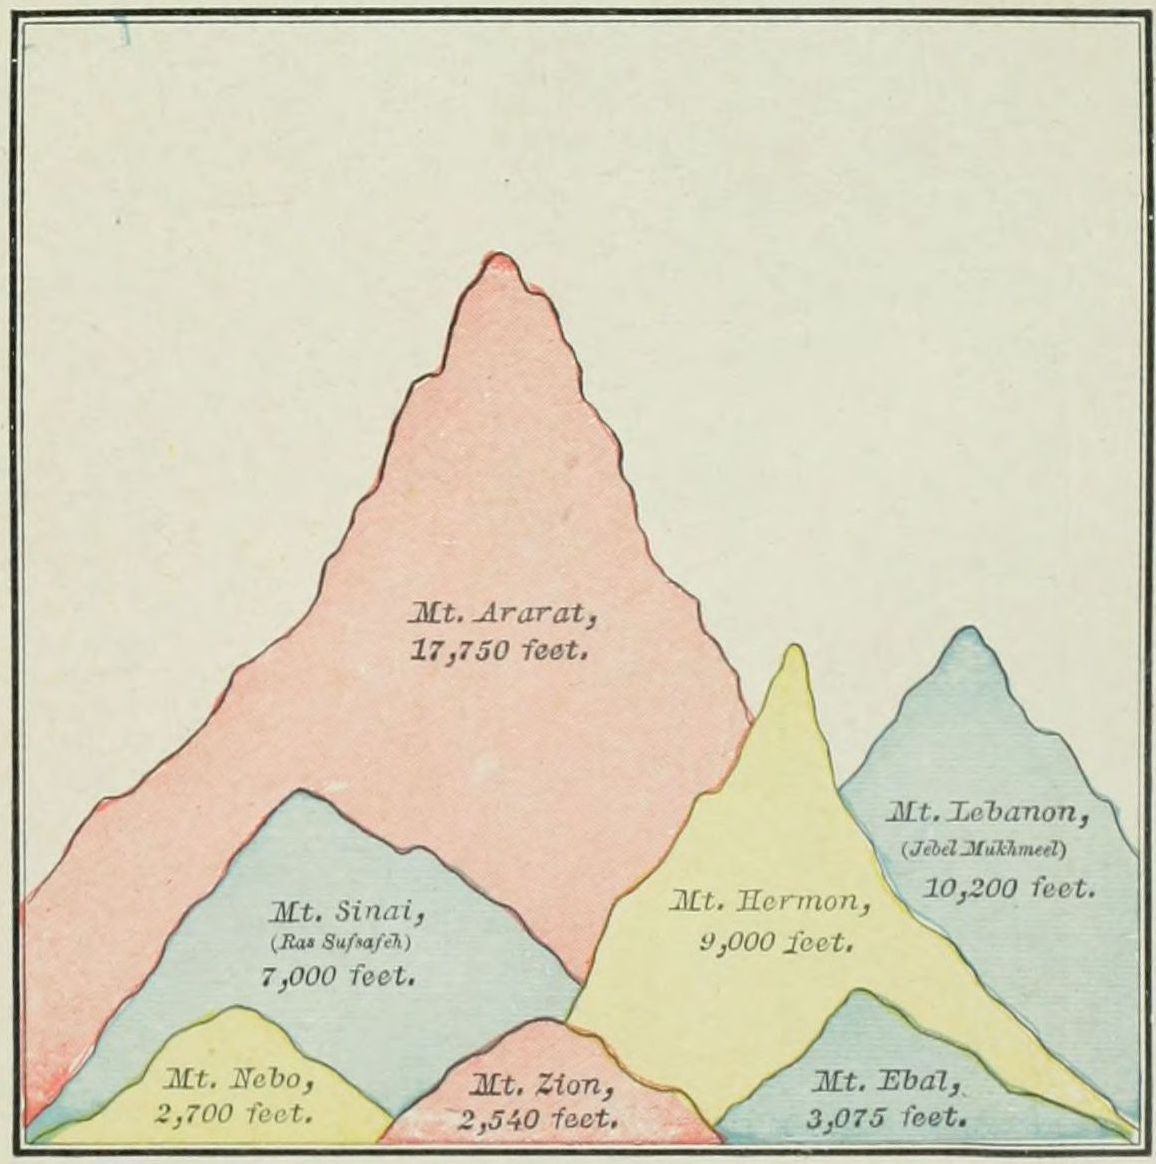 Mt. Ararat,
17,750 feet.
Mt. Lebanon,
(Jebel Mukhmeel)
10,200 feet.
Mt. Sinai,
(Ras Sufsafeh)
7,000 feet.
Mt. Hermon,
9,000 feet.
Mt. Nebo,
2,700 feet.
Mt. Zion,
2,540 feet.
Mt. Ebal,
3,075 feet.